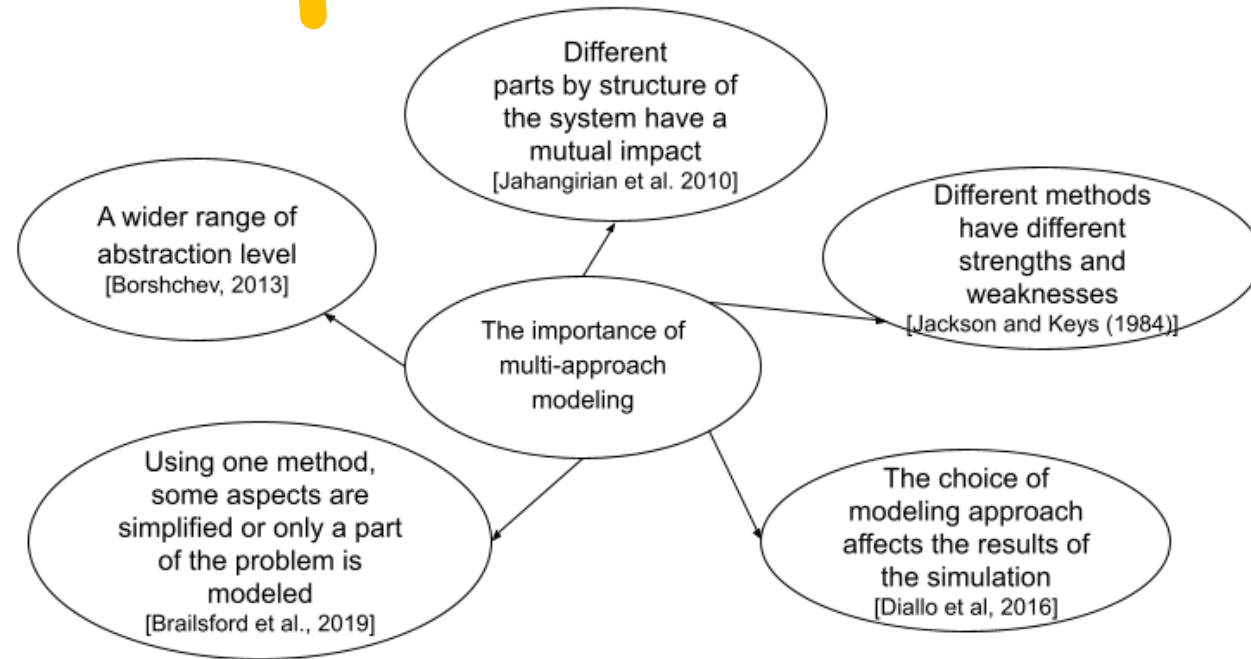 Different
parts by structure of
the system have a
mutual impact
[Jahangirian et al. 2010]
A wider range of
abstraction level
[Borshchev, 2013]
Different methods
have different
strengths and
weaknesses
[Jackson and Keys (1984)]
The importance of
multi-approach
modeling
Using one method,
some aspects are
simplified or only a part
of the problem is
modeled
[Brailsford et al., 2019]
The choice of
modeling approach
affects the results of
the simulation
[Diallo et al, 2016]